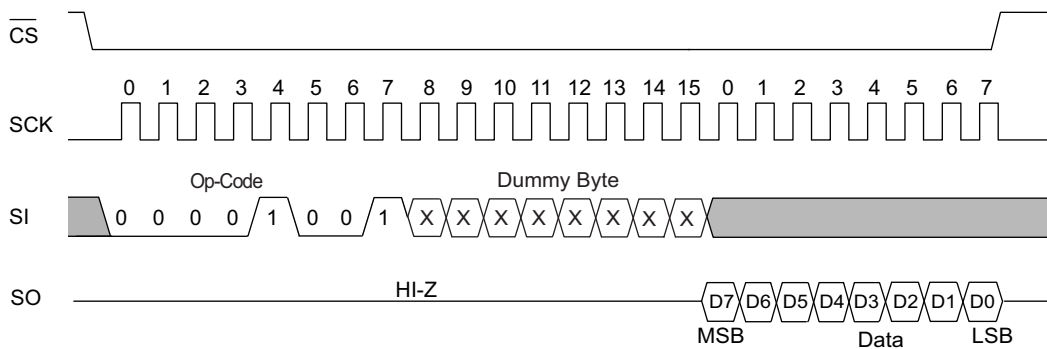 CS
0 1 2 3 4 5 6 7 8 9 10 11 12 13 14 15 0 1 2 3 4 5 6 7
SCK
Op-Code Dummy Byte
SI 0 0 0 0 1 0 0 1 X X X X X X X X
HI-Z
SO D7 D6 D5 D4 D3 D2 D1 D0
MSB Data LSB